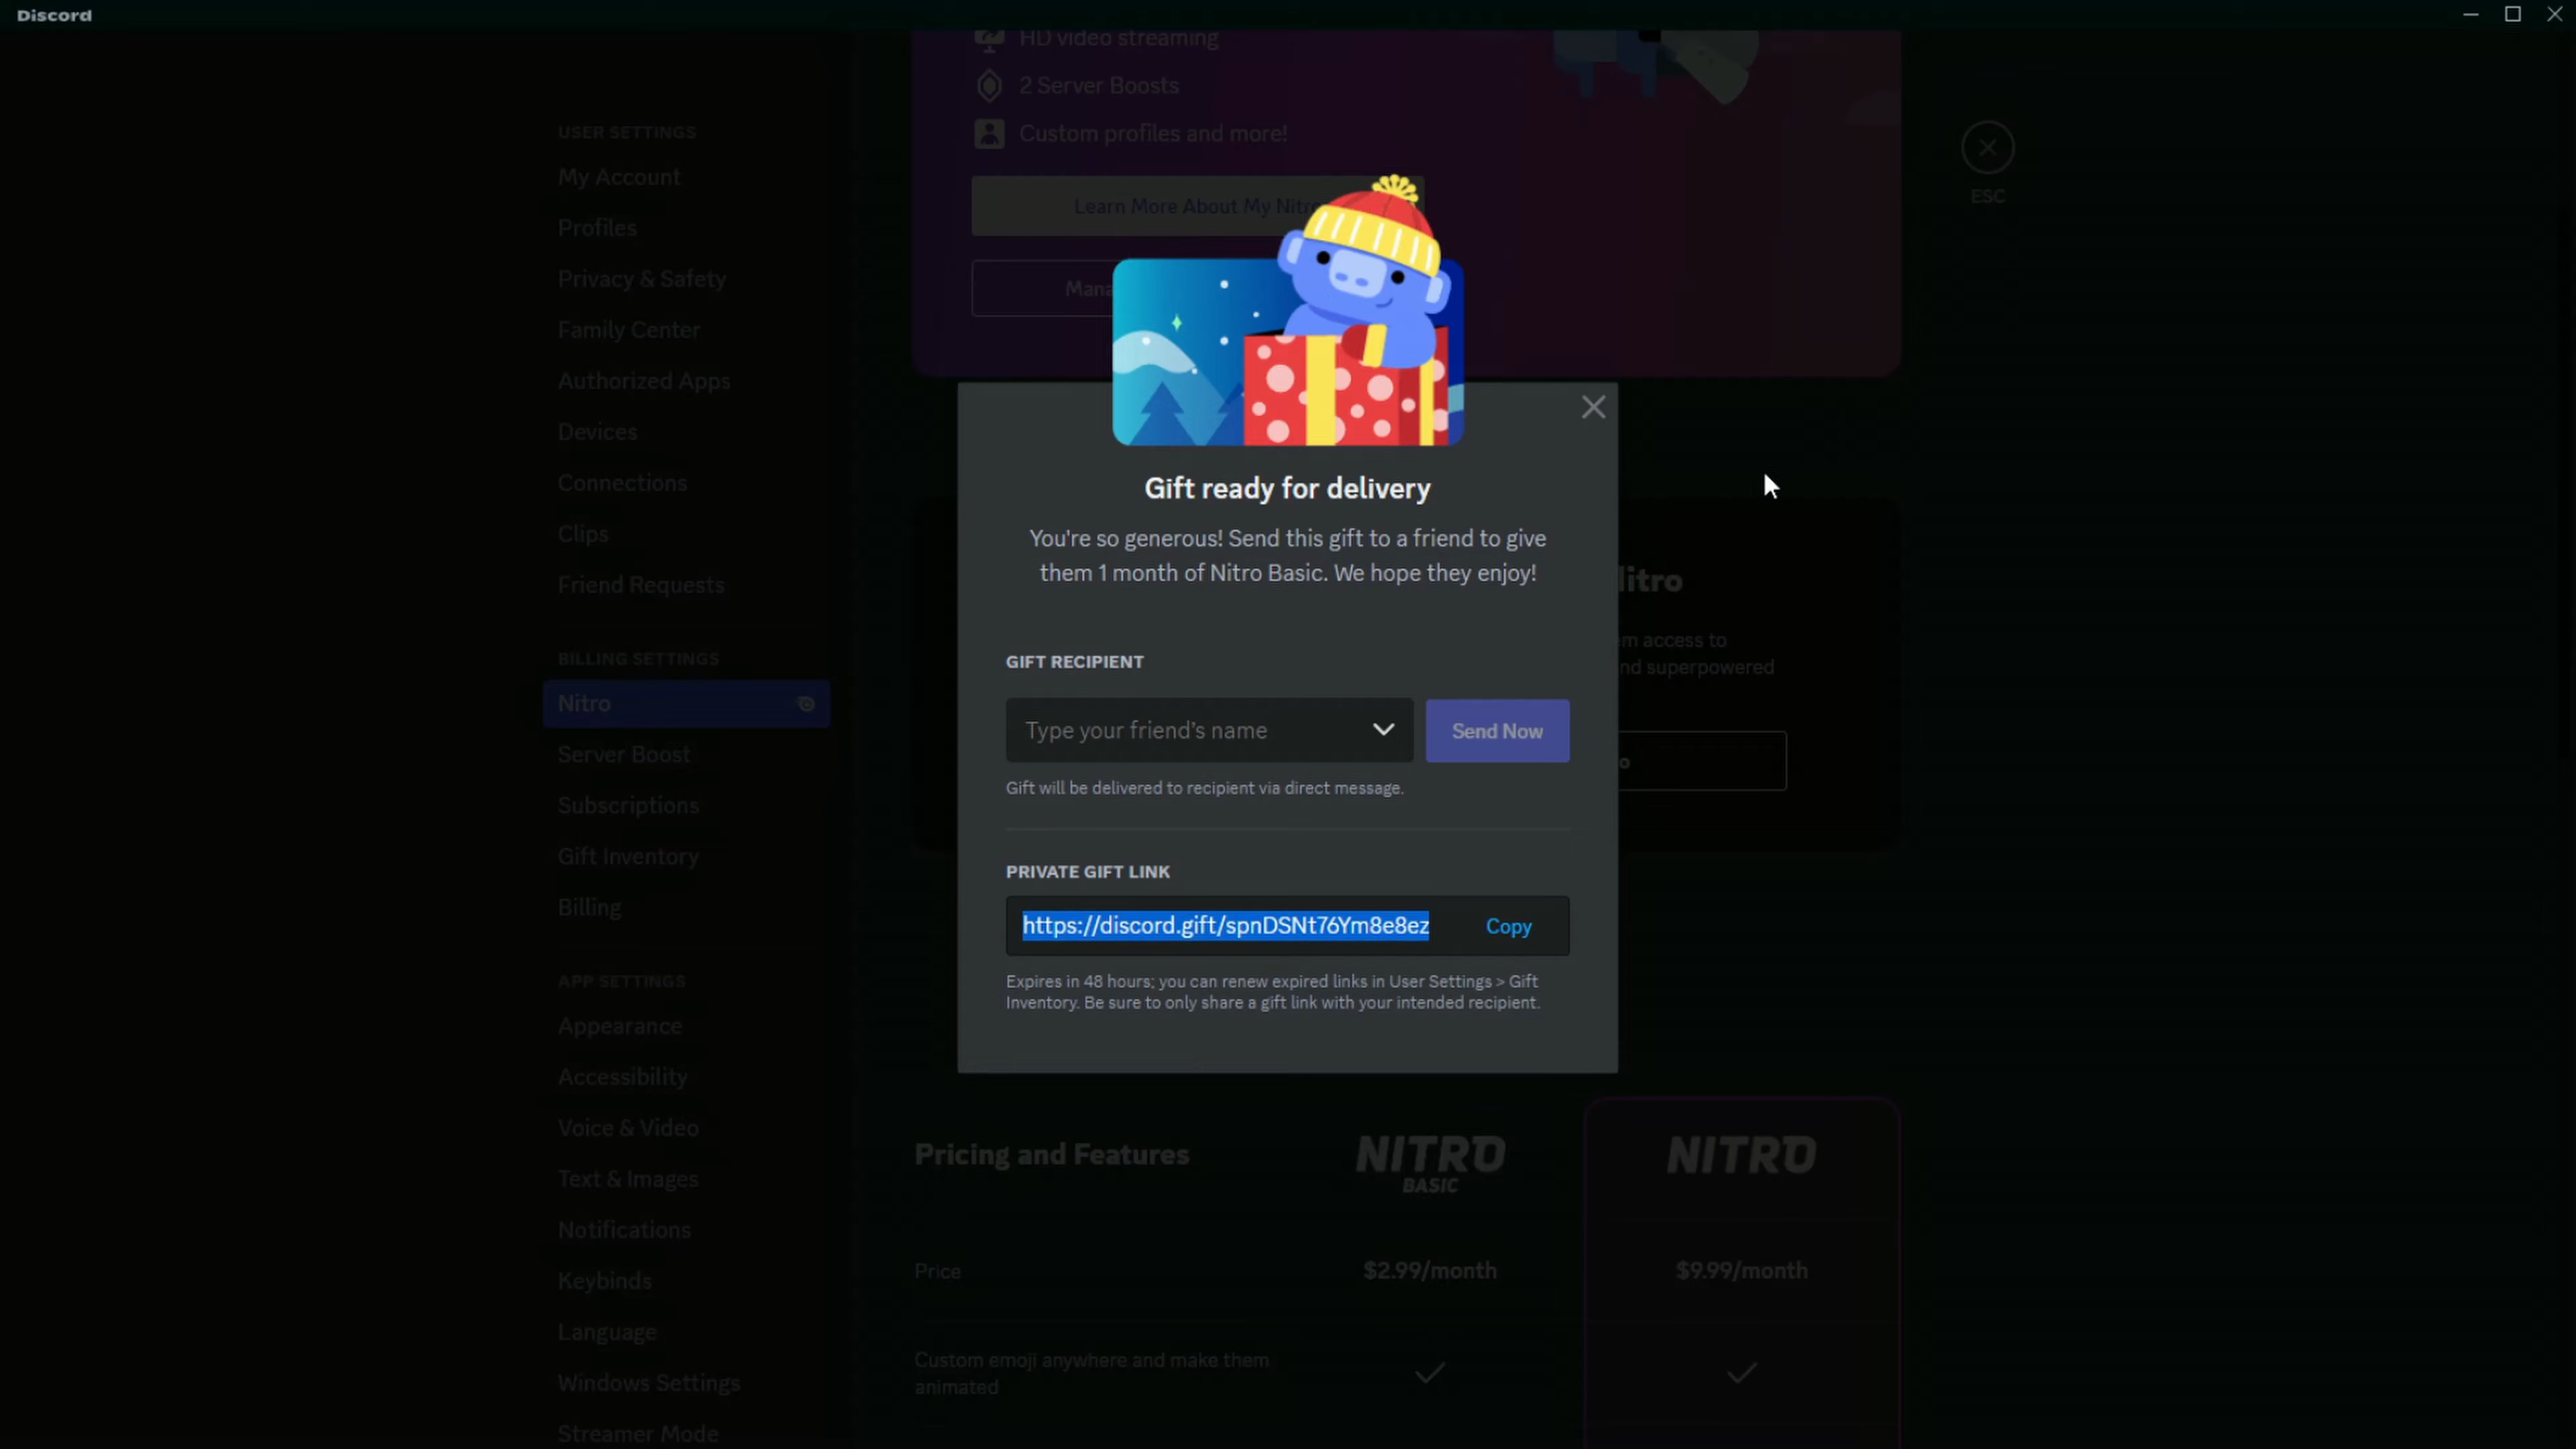 Discord
HD video streaming
2 Server Boosts
Custom profiles and more!
Learn More About My Nitro
ESC
USER SETTINGS
My Account
Profiles
Privacy & Safety
Family Center
Authorized Apps
Devices
Connections
Clips
Friend Requests
BILLING SETTINGS
Nitro
Server Boost
Subscriptions
Gift Inventory
Billing
APP SETTINGS
Appearance
Accessibility
Voice & Video
Text & Images
Notifications
Keybinds
Language
Windows Settings
Streamer Mode
Gift ready for delivery
You're so generous! Send this gift to a friend to give
them 1 month of Nitro Basic. We hope they enjoy!
GIFT RECIPIENT
Type your friend's name
Send Now
Gift will be delivered to recipient via direct message.
PRIVATE GIFT LINK
https://discord.gift/spnDSNt76Ym8e8ez
Copy
Expires in 48 hours; you can renew expired links in User Settings > Gift
Inventory. Be sure to only share a gift link with your intended recipient.
access to
superpowered
Pricing and Features
NITRO
BASIC
NITRO
Price
$2.99/month
$9.99/month
Custom emoji anywhere and make them
animated